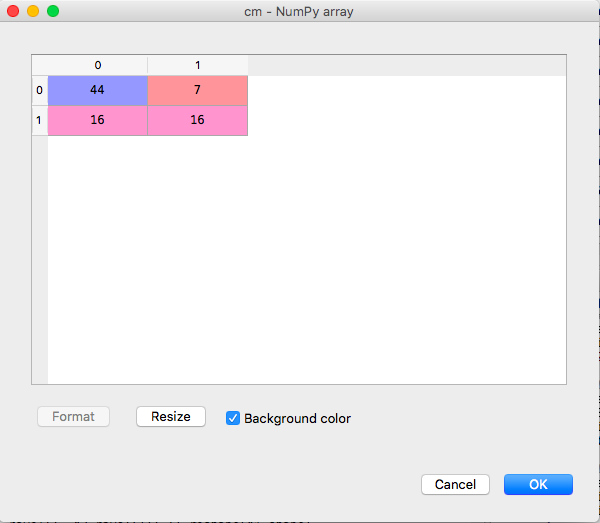 cm - NumPy array
0 1
0 44 7
1 16 16
Format Resize Background color
Cancel OK